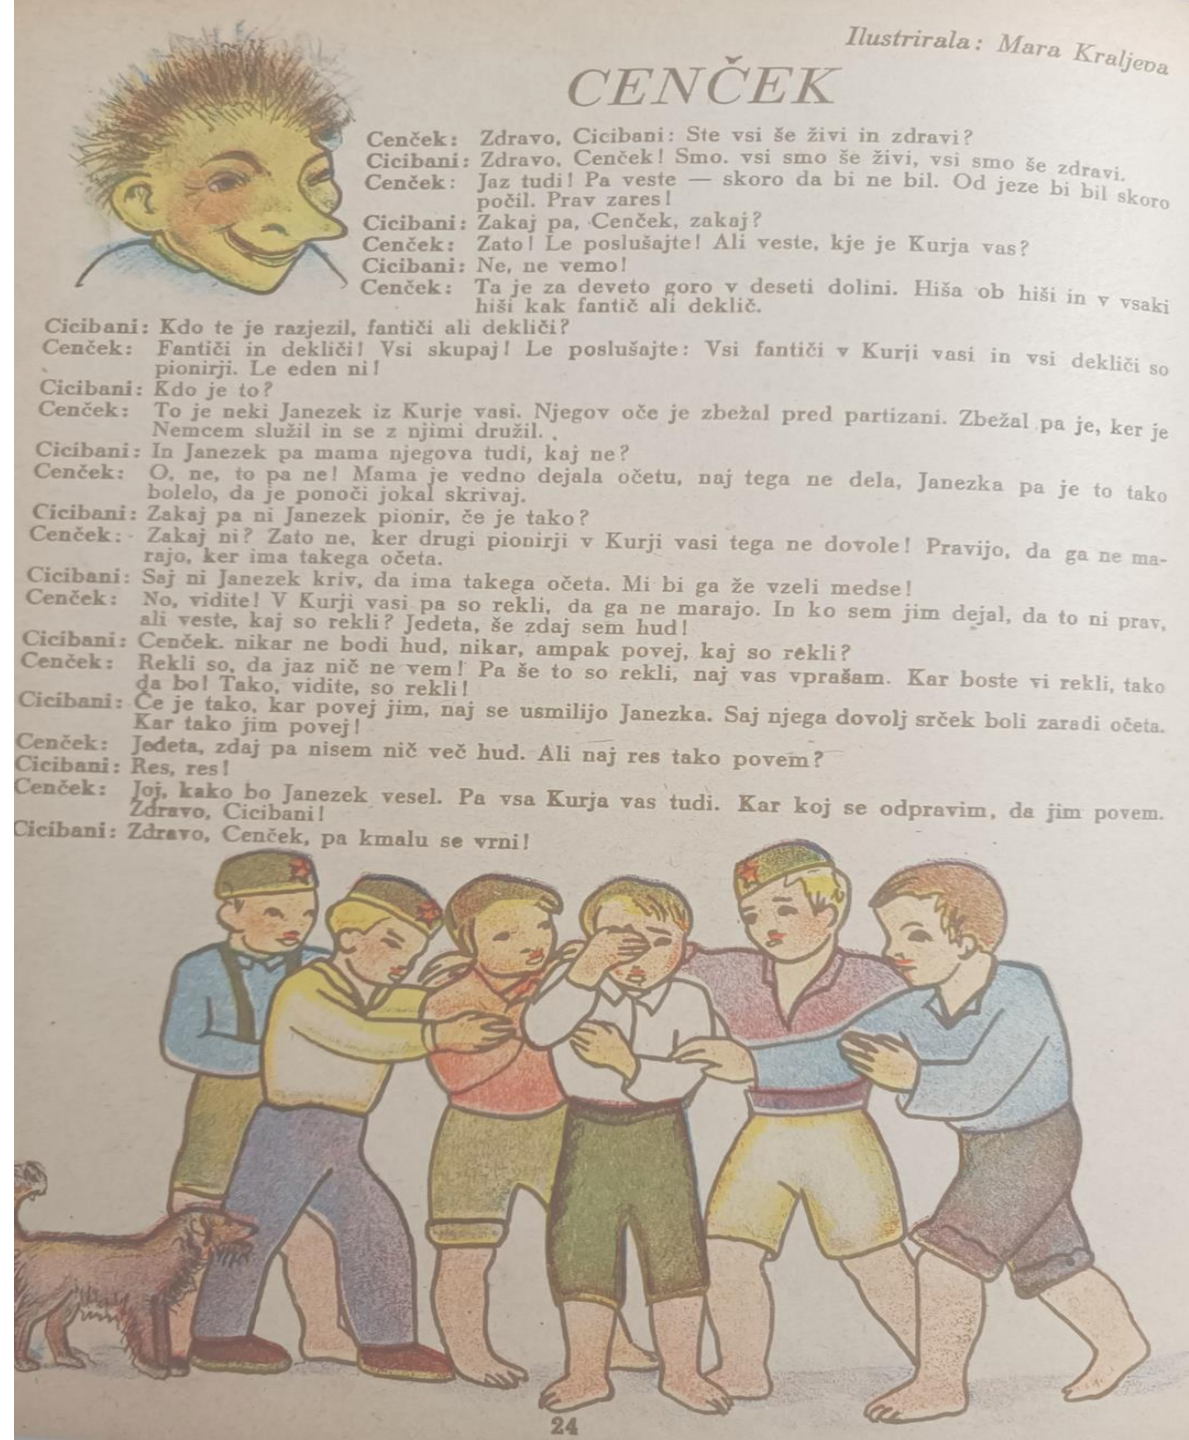 Ilustrirala: Mara Kraljeva
CENČEK
Cenček: Zdravo, Cicibani: Ste vsi še živi in zdravi?
Cicibani: Zdravo, Cenček! Smo. vsi smo še živi, vsi smo še zdravi.
Cenček: Jaz tudi! Pa veste — skoro da bi ne bil. Od jeze bi bil skoro
počil. Prav zares!
Cicibani: Zakaj pa, Cenček, zakaj?
Cenček: Zato! Le poslušajte! Ali veste, kje je Kurja vas?
Cicibani: Ne, ne vemo!
Cenček: Ta je za deveto goro v deseti dolini. Hiša ob hiši in v vsaki
hiši kak fantič ali deklič.
Cicibani: Kdo te je razjezil, fantiči ali dekliči?
Cenček: Fantiči in dekliči! Vsi skupaj! Le poslušajte: Vsi fantiči v Kurji vasi in vsi dekliči so
pionirji. Le eden ni!
Cicibani: Kdo je to?
Cenček: To je neki Janezek iz Kurje vasi. Njegov oče je zbežal pred partizani. Zbežal pa je, ker je
Nemcem služil in se z njimi družil.
Cicibani: In Janezek pa mama njegova tudi, kaj ne?
Cenček: O, ne, to pa ne! Mama je vedno dejala očetu, naj tega ne dela, Janezka pa je to tako
bolelo, da je ponoči jokal skrivaj.
Cicibani: Zakaj pa ni Janezek pionir, če je tako?
Cenček: Zakaj ni? Zato ne, ker drugi pionirji v Kurji vasi tega ne dovole! Pravijo, da ga ne ma-
rajo, ker ima takega očeta.
Cicibani: Saj ni Janezek kriv, da ima takega očeta. Mi bi ga že vzeli medse!
Cenček: No, vidite! V Kurji vasi pa so rekli, da ga ne marajo. In ko sem jim dejal, da to ni prav,
ali veste, kaj so rekli? Jedeta, še zdaj sem hud!
Cicibani: Cenček. nikar ne bodi hud, nikar, ampak povej, kaj so rekli?
Cenček: Rekli so, da jaz nič ne vem! Pa še to so rekli, naj vas vprašam. Kar boste vi rekli, tako
da bo! Tako, vidite, so rekli!
Cicibani: Če je tako, kar povej jim, naj se usmilijo Janezka. Saj njega dovolj srček boli zaradi očeta.
Kar tako jim povej!
Cenček: Jedeta, zdaj pa nisem nič več hud. Ali naj res tako povem?
Cicibani: Res, res!
Cenček: Joj, kako bo Janezek vesel. Pa vsa Kurja vas tudi. Kar koj se odpravim, da jim povem.
Zdravo, Cicibani!
Cicibani: Zdravo, Cenček, pa kmalu se vrni!
24